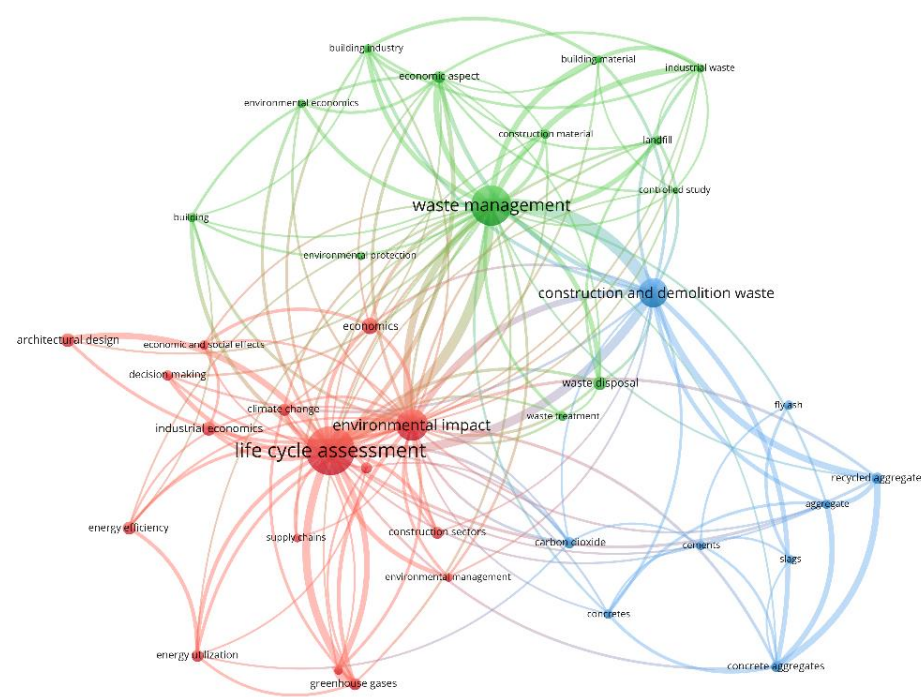 building industry
building material
industrial waste
economic aspect
environmental economics
construction material
landfill
controlled study
waste management
building
environmental protection
construction and demolition waste
economics
architectural design
economic and social effects
decision making
waste disposal
climate change
fly ash
waste treatment
environmental impact
industrial economics
life cycle assessment
recycled aggregate
aggregate
energy efficiency
construction sectors
supply chains
carbon dioxide
cements
slags
environmental management
concretes
energy utilization
concrete aggregates
greenhouse gases